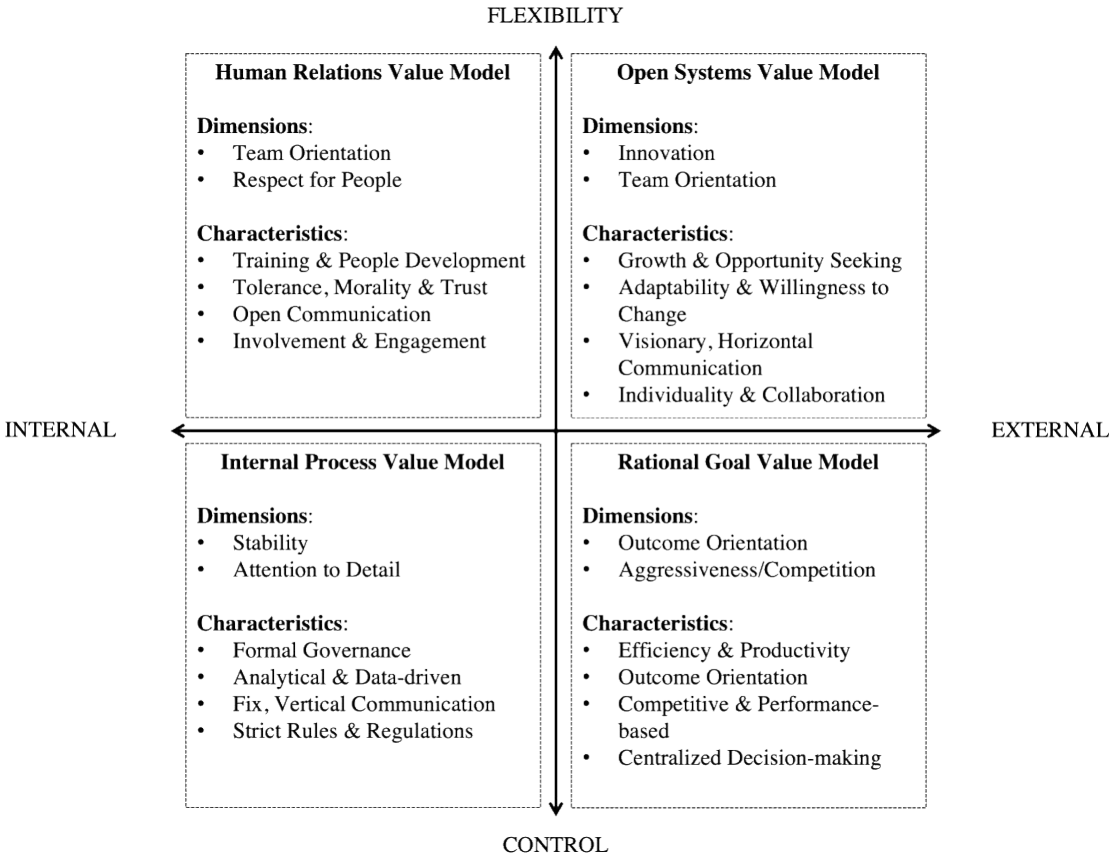 FLEXIBILITY
Human Relations Value Model
Dimensions:
• Team Orientation
• Respect for People
Characteristics:
• Training & People Development
• Tolerance, Morality & Trust
• Open Communication
• Involvement & Engagement
Open Systems Value Model
Dimensions:
• Innovation
• Team Orientation
Characteristics:
• Growth & Opportunity Seeking
• Adaptability & Willingness to
Change
• Visionary, Horizontal
Communication
• Individuality & Collaboration
INTERNAL
EXTERNAL
Internal Process Value Model
Dimensions:
• Stability
• Attention to Detail
Characteristics:
• Formal Governance
• Analytical & Data-driven
• Fix, Vertical Communication
• Strict Rules & Regulations
Rational Goal Value Model
Dimensions:
• Outcome Orientation
• Aggressiveness/Competition
Characteristics:
• Efficiency & Productivity
• Outcome Orientation
• Competitive & Performance-
based
• Centralized Decision-making
CONTROL